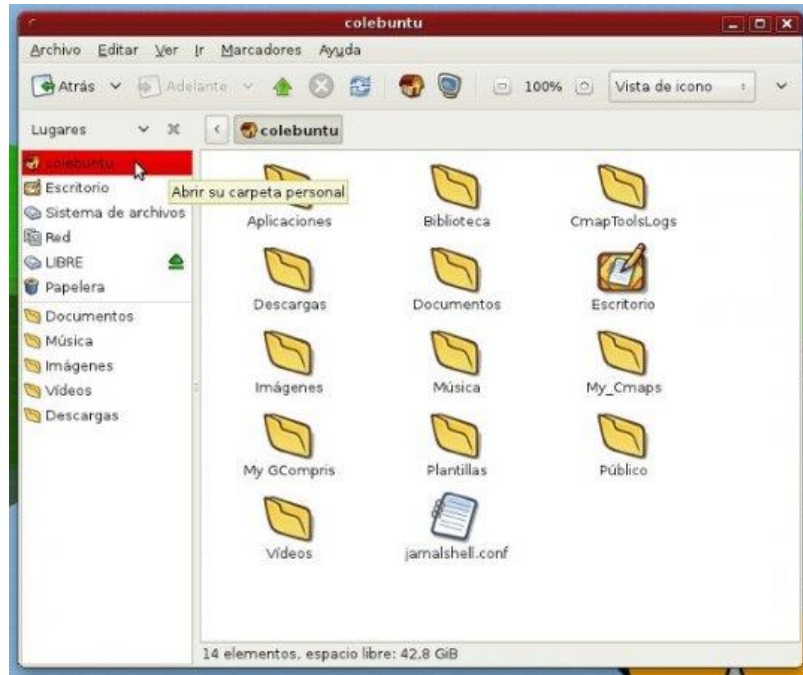 colebuntu
Archivo Editar Ver Ir Marcadores Ayuda
Atrás Adelante 100% Vista de icono
Lugares colebuntu
colebuntu
Escritorio
Abrir su carpeta personal
Sistema de archivos
Red
LIBRE
Papelera
Documentos
Música
Imágenes
Vídeos
Descargas
Aplicaciones Biblioteca CmapToolsLogs
Descargas Documentos Escritorio
Imágenes Música My_Cmaps
My GCompris Plantillas Público
Vídeos jarnalshell.conf
14 elementos, espacio libre: 42,8 GiB